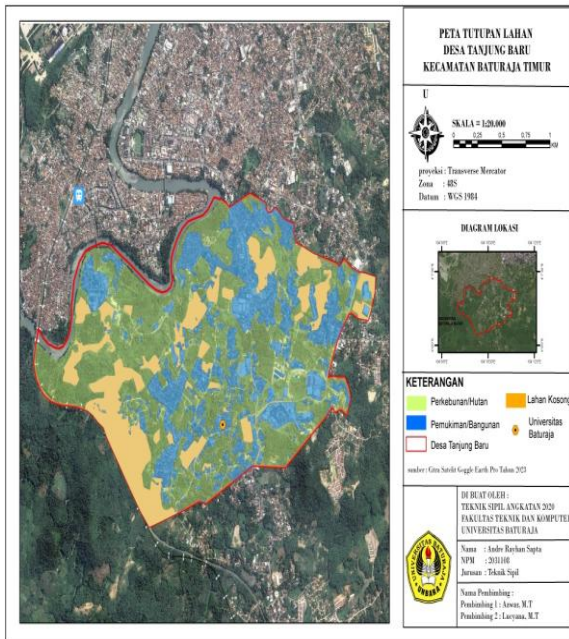 PETA TUTUPAN LAHAN
DESA TANJUNG BARU
KECAMATAN BATURAJA TIMUR
U
SKALA = 1:20.000
0 0,25 0,5 0,75 1
KM
proyeksi : Transverse Mercator
Zona : 48S
Datum : WGS 1984
DIAGRAM LOKASI
KETERANGAN
Perkebunan/Hutan
Lahan Kosong
Pemukiman/Bangunan
Universitas
Baturaja
Desa Tanjung Baru
sumber : Citra Satelit Goggle Earth Pro Tahun 2023
DI BUAT OLEH :
TEKNIK SIPIL ANGKATAN 2020
FAKULTAS TEKNIK DAN KOMPUTER
UNIVERSITAS BATURAJA
UNIVERSITAS BATURAJA
UNBARA
Nama : Andre Rayhan Sapta
NPM : 2031108
Jurusan : Teknik Sipil
Nama Pembimbing :
Pembimbing 1 : Azwar, M.T
Pembimbing 2 : Lucyana, M.T